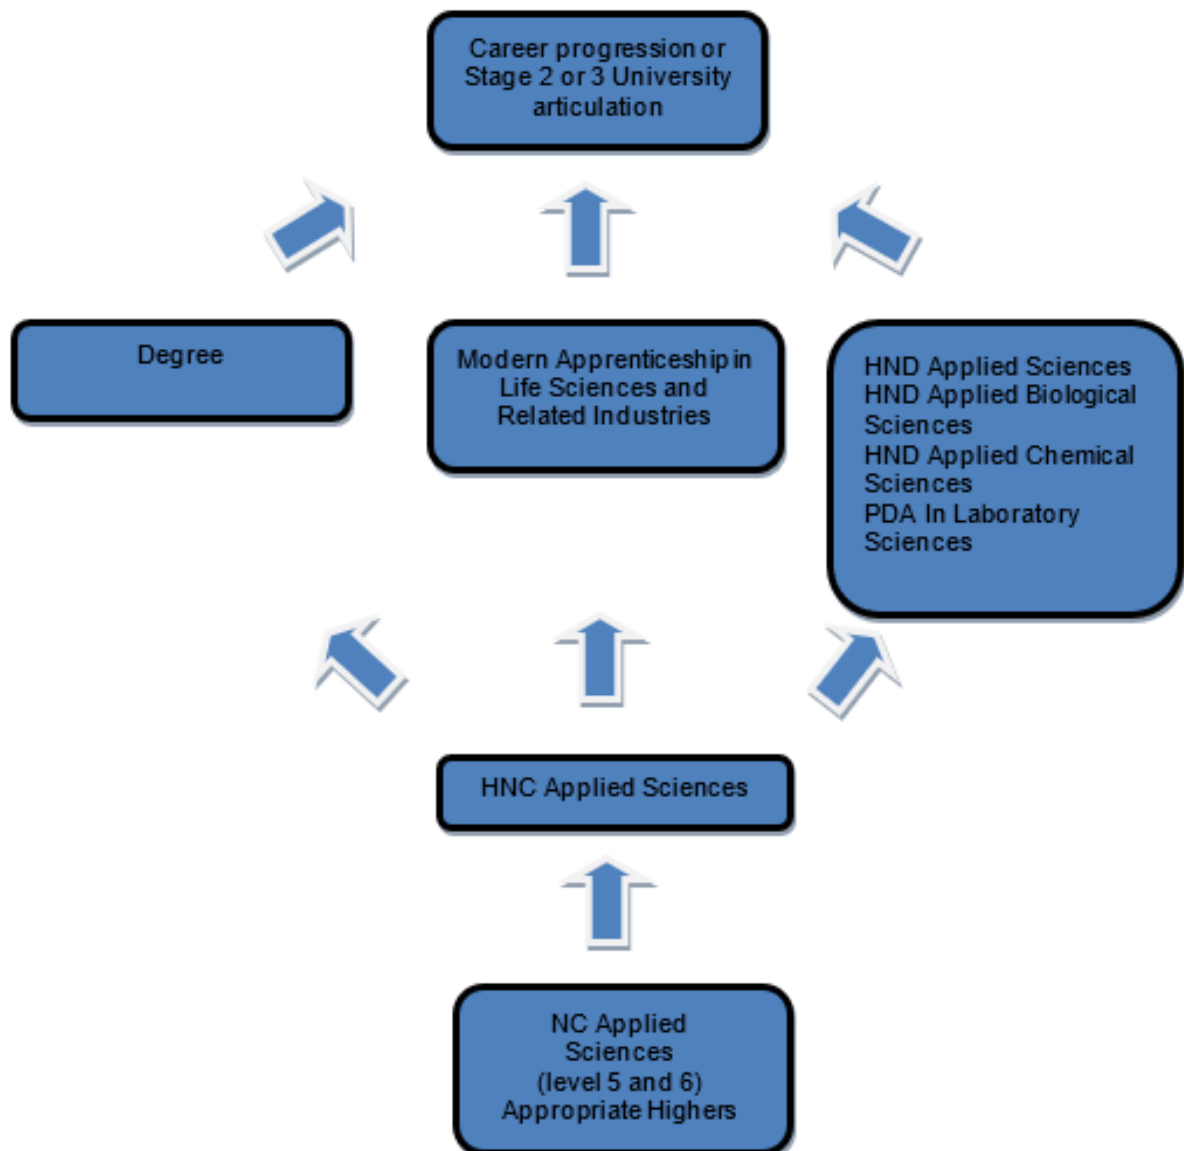 Career progression or
Stage 2 or 3 University
articulation
Degree
Modern Apprenticeship in
Life Sciences and
Related Industries
HND Applied Sciences
HND Applied Biological
Sciences
HND Applied Chemical
Sciences
PDA In Laboratory
Sciences
HNC Applied Sciences
NC Applied
Sciences
(level 5 and 6)
Appropriate Highers